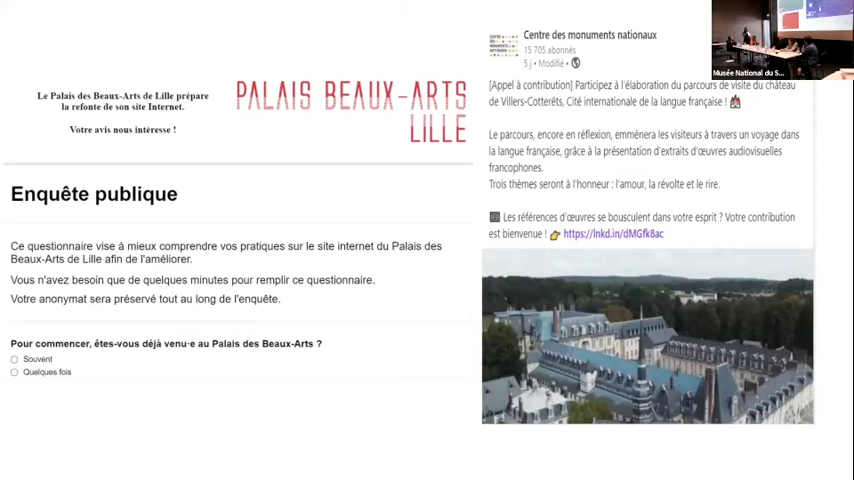 Le Palais des Beaux-Arts de Lille prépare
la refonte de son site Internet.
Votre avis nous intéresse !
PALAIS BEAUX-ARTS
LILLE
Enquête publique
Ce questionnaire vise à mieux comprendre vos pratiques sur le site internet du Palais des
Beaux-Arts de Lille afin de l'améliorer.
Vous n'avez besoin que de quelques minutes pour remplir ce questionnaire.
Votre anonymat sera préservé tout au long de l'enquête.
Pour commencer, êtes-vous déjà venu·e au Palais des Beaux-Arts ?
Souvent
Quelques fois
Centre des monuments nationaux
15 705 abonnés
5 j • Modifié •
[Appel à contribution] Participez à l'élaboration du parcours de visite du château
de Villers-Cotterêts, Cité internationale de la langue française !
Le parcours, encore en réflexion, emmènera les visiteurs à travers un voyage dans
la langue française, grâce à la présentation d'extraits d'œuvres audiovisuelles
francophones.
Trois thèmes seront à l'honneur : l'amour, la révolte et le rire.
Les références d'œuvres se bousculent dans votre esprit ? Votre contribution
est bienvenue ! 👉 https://lnkd.in/dMGfk8ac
Musée National du S...